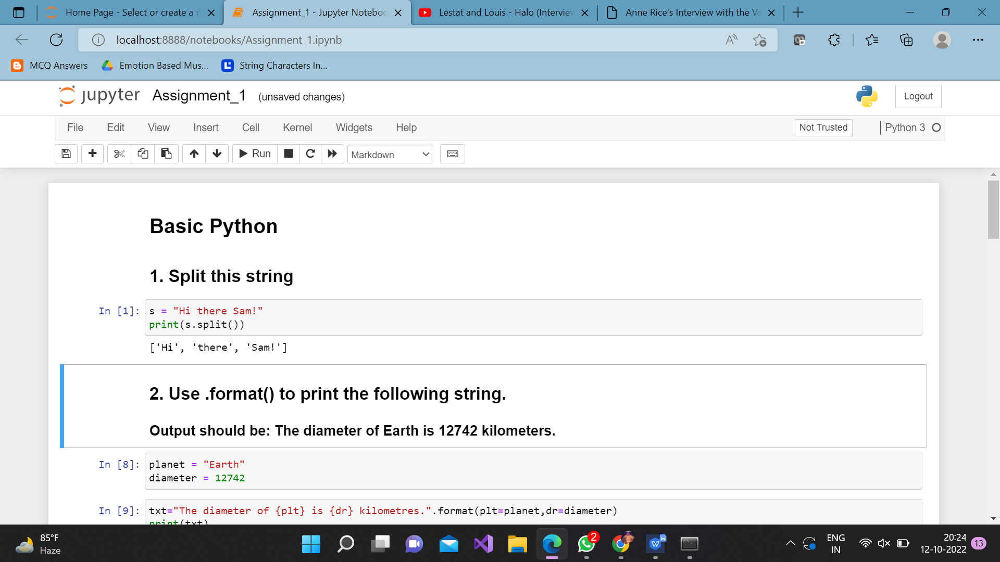 Home Page - Select or create a n
Assignment_1 - Jupyter Noteboo
Lestat and Louis - Halo (Interview
Anne Rice's Interview with the Va
localhost:8888/notebooks/Assignment_1.ipynb
MCQ Answers
Emotion Based Mus...
String Characters In...
jupyter Assignment_1 (unsaved changes)
Logout
File Edit View Insert Cell Kernel Widgets Help
Not Trusted
Python 3
Run
Markdown
Basic Python
1. Split this string
In [1]: s = "Hi there Sam!"
print(s.split())
['Hi', 'there', 'Sam!']
2. Use .format() to print the following string.
Output should be: The diameter of Earth is 12742 kilometers.
In [8]: planet = "Earth"
diameter = 12742
In [9]: txt="The diameter of {plt} is {dr} kilometres.".format(plt=planet,dr=diameter)
print(txt)
85°F
Haze
2
ENG
IN
20:24
12-10-2022
13